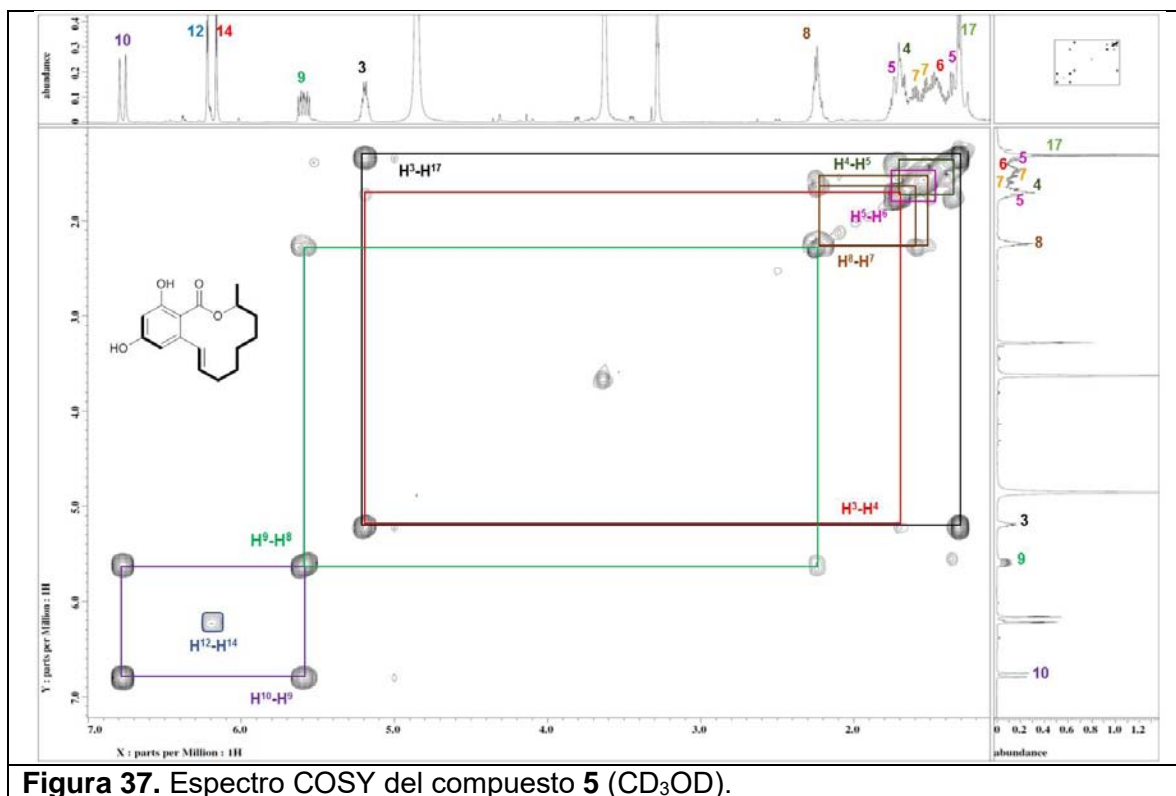 abundance
0 0.1 0.2 0.3 0.4
10
12
14
9
3
8
5
4
7
7
6
5
17
H³-H¹⁷
H⁴-H⁵
H⁵-H⁶
H⁸-H⁷
H³-H⁴
H⁹-H⁸
H¹²-H¹⁴
H¹⁰-H⁹
OH
O
O
HO
17
5
6
7
7
4
5
8
3
9
10
Y : parts per Million : 1H
2.0
3.0
4.0
5.0
6.0
7.0
7.0 6.0 5.0 4.0 3.0 2.0
X : parts per Million : 1H
0 0.2 0.4 0.6 0.8 1.0 1.2
abundance
Figura 37. Espectro COSY del compuesto 5 (CD₃OD).